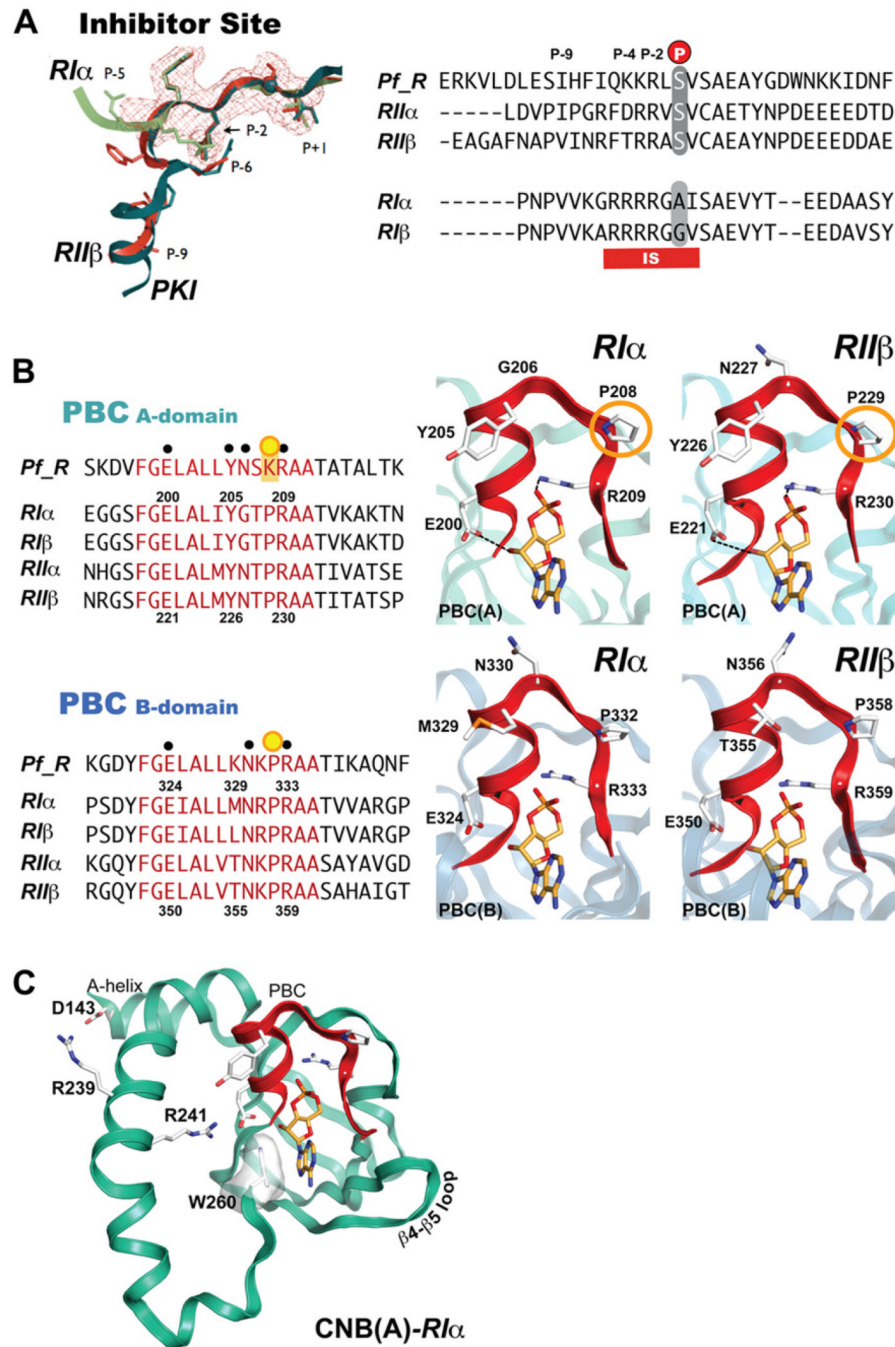 A
Inhibitor Site
RIα
P-5
P-2
P+1
P-6
RIIβ
P-9
PKI
P-9 P-4 P-2 P
Pf_R ERKVLDLESIHFIQKKRLSVSAEAYGDWNKKIDNF
RIIα -----LDVPIPGRFDRRVSVCAETYNPDEEEEDTD
RIIβ -EAGAFNAPVINRFTRRASVCAEAYNPDEEEDDAE
RIα ------PNPVVKGRRRRGAISAEVYT--EEDAASY
RIβ ------PNPVVKARRRRGGVSAEVYT--EEDAVSY
IS
B
PBC A-domain
Pf_R SKDVFGELALLYNSKRAATATALTK
200 205 209
RIα EGGSFGELALIYGTPRAATVKAKTN
RIβ EGGSFGELALIYGTPRAATVKAKTD
RIIα NHGSFGELALMYNTPRAATIVATSE
RIIβ NRGSFGELALMYNTPRAATITATSP
221 226 230
RIα
G206
P208
Y205
R209
E200
PBC(A)
RIIβ
N227
P229
Y226
R230
E221
PBC(A)
PBC B-domain
Pf_R KGDYFGELALLKNKPRAATIKAQNF
324 329 333
RIα PSDYFGEIALLMNRPRAATVVARGP
RIβ PSDYFGEIALLLNRPRAATVVARGP
RIIα KGQYFGELALVTNKPRAASAYAVGD
RIIβ RGQYFGELALVTNKPRAASAHAIGT
350 355 359
RIα
N330
M329
P332
R333
E324
PBC(B)
RIIβ
N356
P358
T355
R359
E350
PBC(B)
C
A-helix
PBC
D143
R239
R241
W260
β4-β5 loop
CNB(A)-RIα